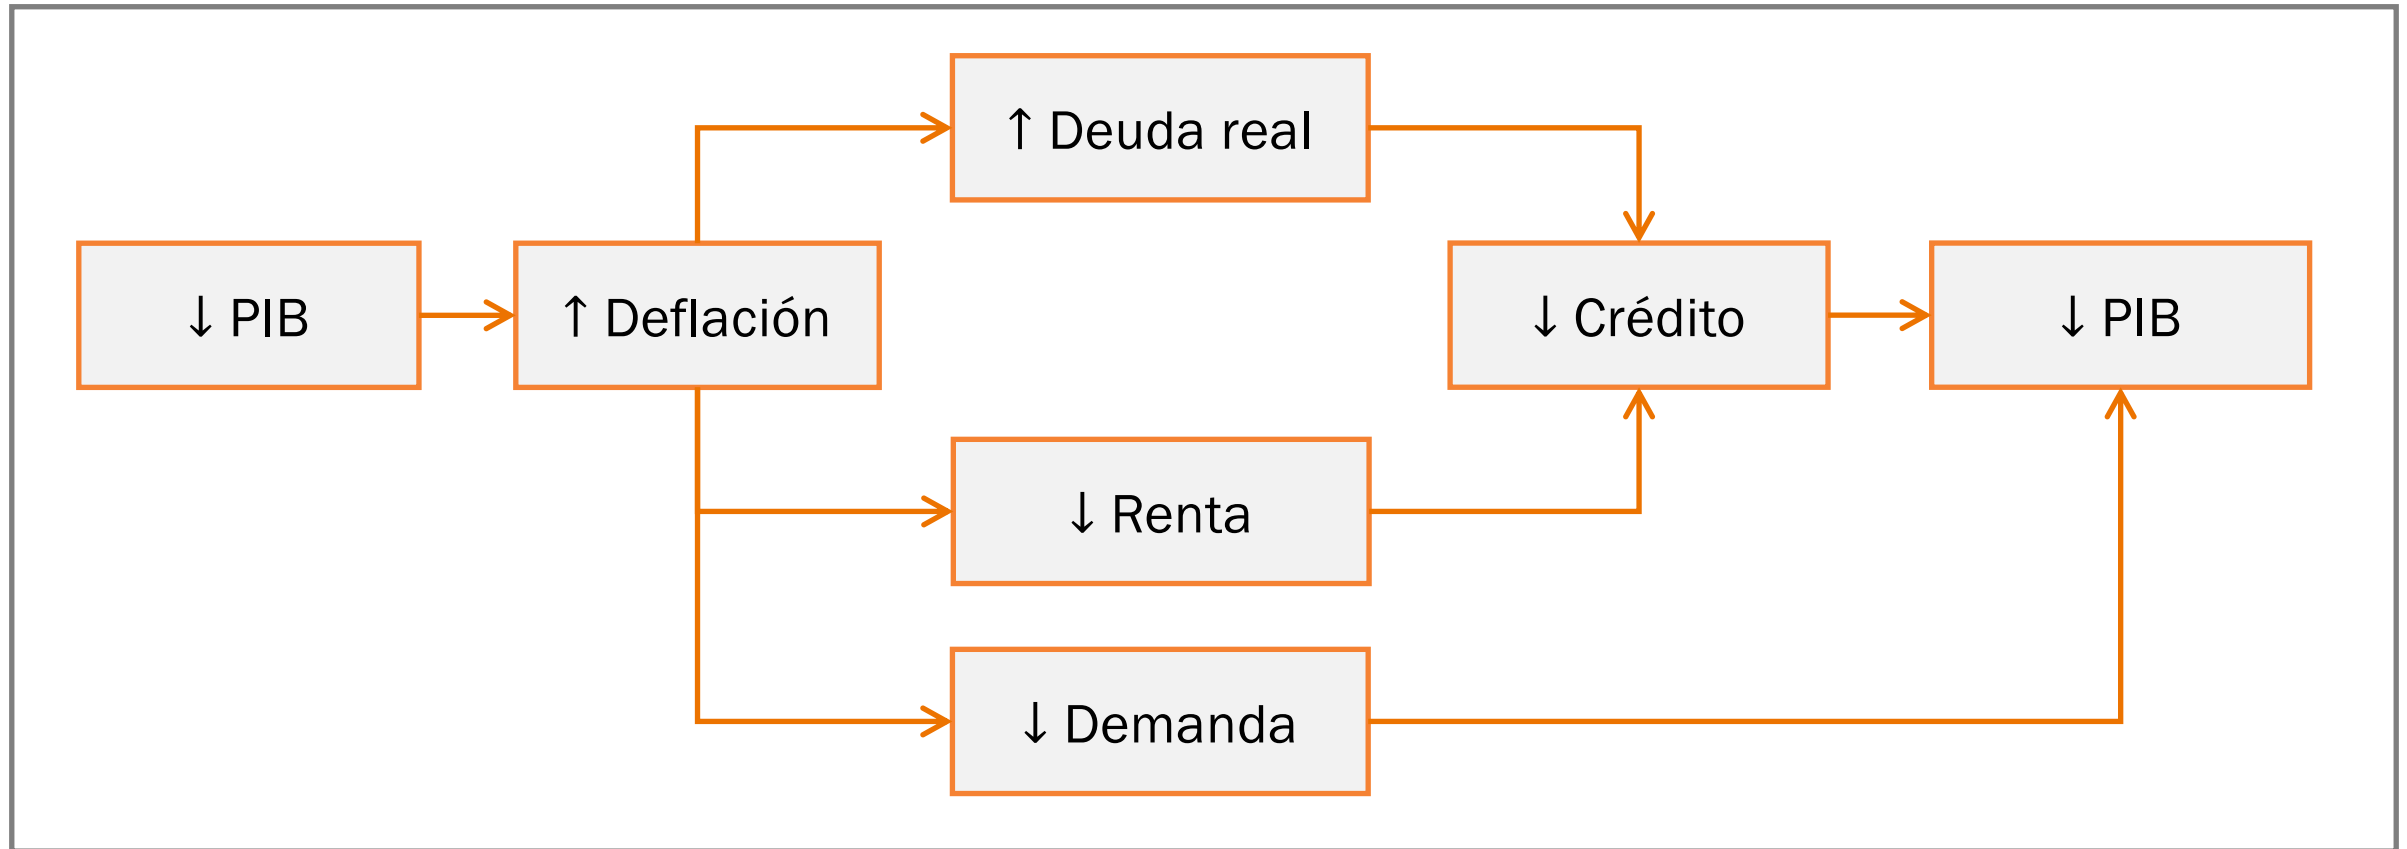 ↑ Deuda real
↓ PIB
↑ Deflación
↓ Crédito
↓ PIB
↓ Renta
↓ Demanda